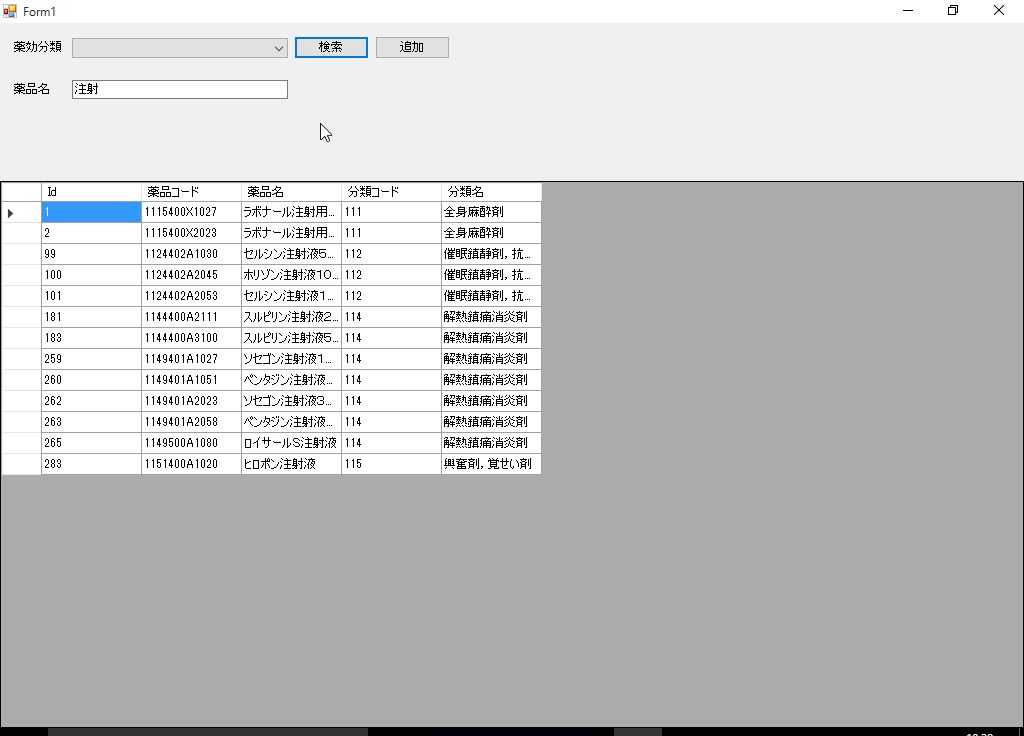 Form1
薬効分類 検索 追加
薬品名 注射
Id 薬品コード 薬品名 分類コード 分類名
1 1115400X1027 ラボナール注射用... 111 全身麻酔剤
2 1115400X2023 ラボナール注射用... 111 全身麻酔剤
99 1124402A1030 セルシン注射液5... 112 催眠鎮静剤，抗...
100 1124402A2045 ホリゾン注射液10... 112 催眠鎮静剤，抗...
101 1124402A2053 セルシン注射液1... 112 催眠鎮静剤，抗...
181 1144400A2111 スルピリン注射液2... 114 解熱鎮痛消炎剤
183 1144400A3100 スルピリン注射液5... 114 解熱鎮痛消炎剤
259 1149401A1027 ソセゴン注射液1... 114 解熱鎮痛消炎剤
260 1149401A1051 ペンタジン注射液... 114 解熱鎮痛消炎剤
262 1149401A2023 ソセゴン注射液3... 114 解熱鎮痛消炎剤
263 1149401A2058 ペンタジン注射液... 114 解熱鎮痛消炎剤
265 1149500A1080 ロイサールS注射液 114 解熱鎮痛消炎剤
283 1151400A1020 ヒロポン注射液 115 興奮剤，覚せい剤